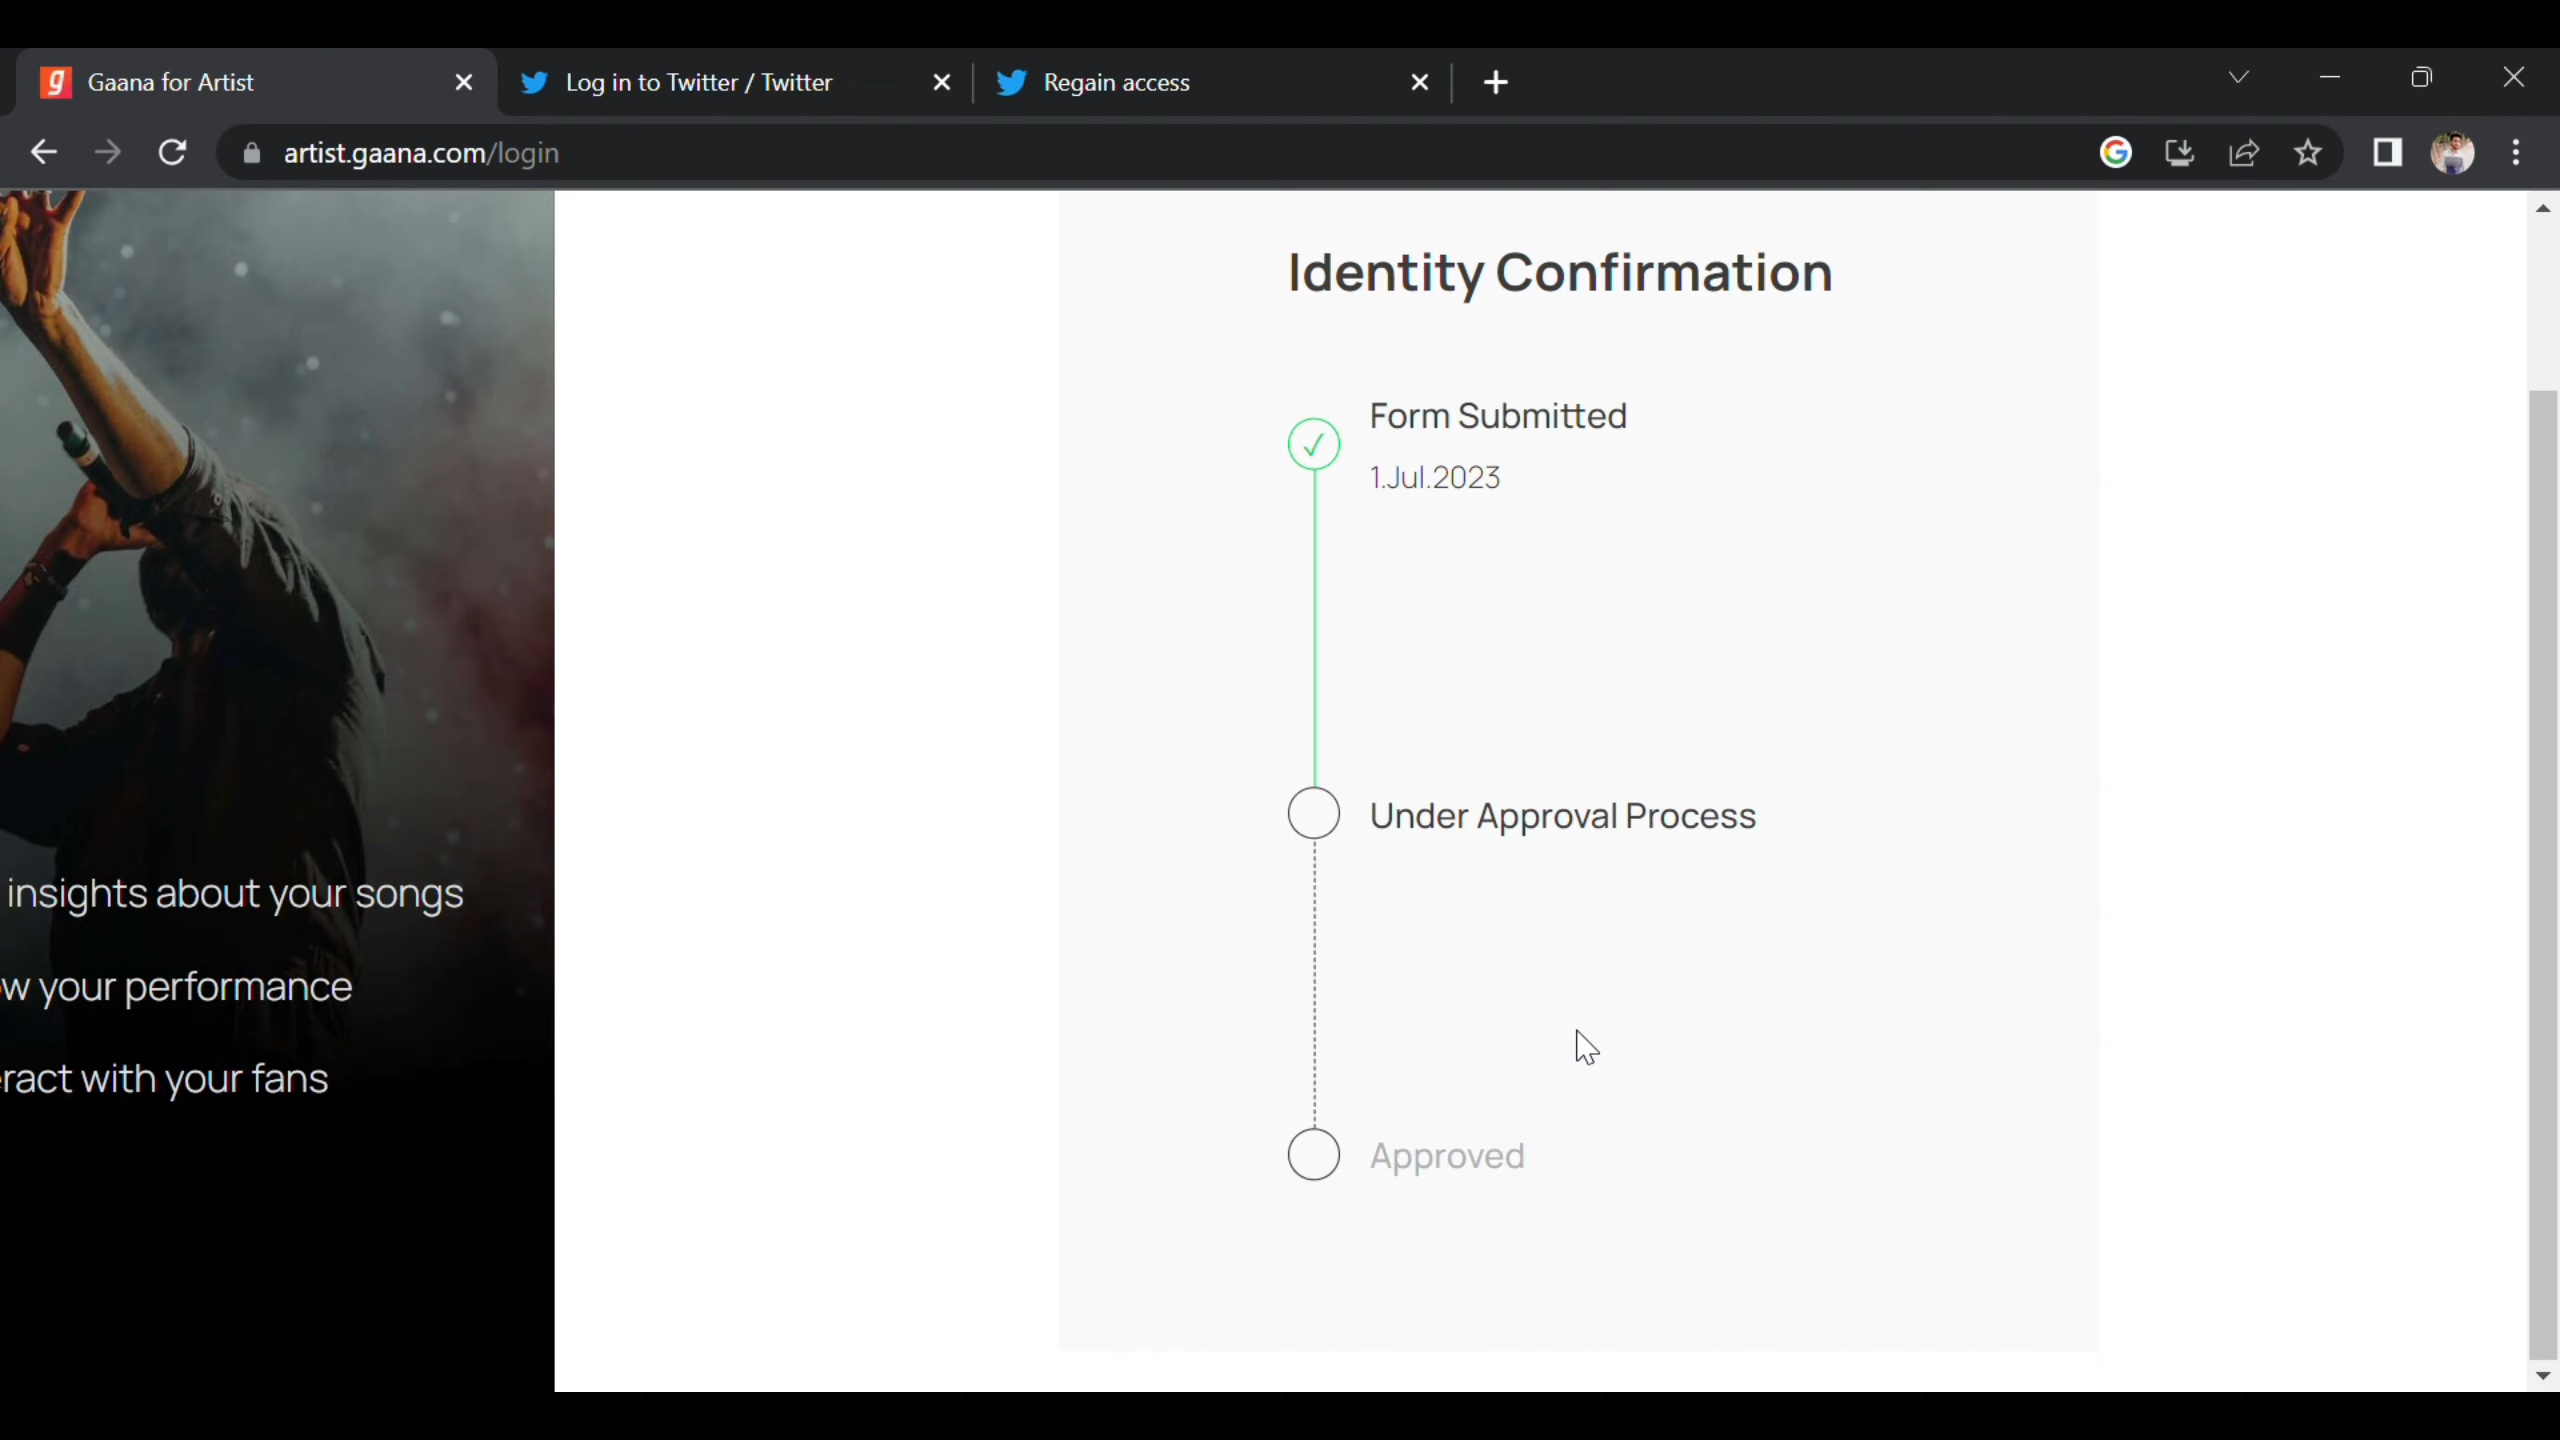 Gaana for Artist
Log in to Twitter / Twitter
Regain access
artist.gaana.com/login
Identity Confirmation
Form Submitted
1.Jul.2023
Under Approval Process
Approved
insights about your songs
your performance
with your fans